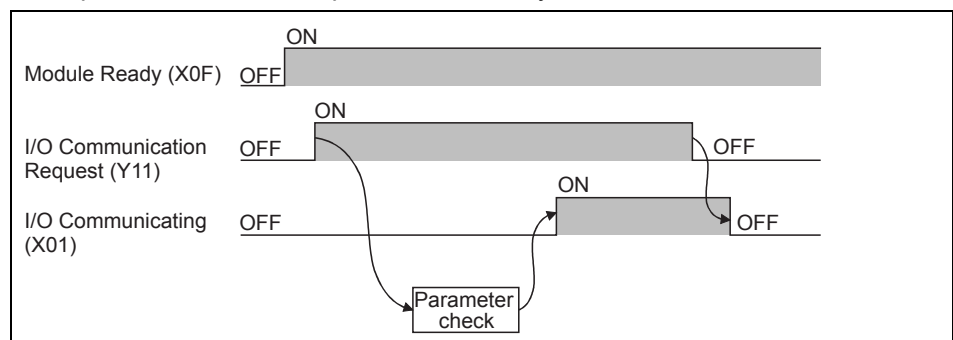 ON
Module Ready (X0F) OFF
ON
I/O Communication
Request (Y11)
OFF
OFF
ON
I/O Communicating
(X01)
OFF
OFF
Parameter
check